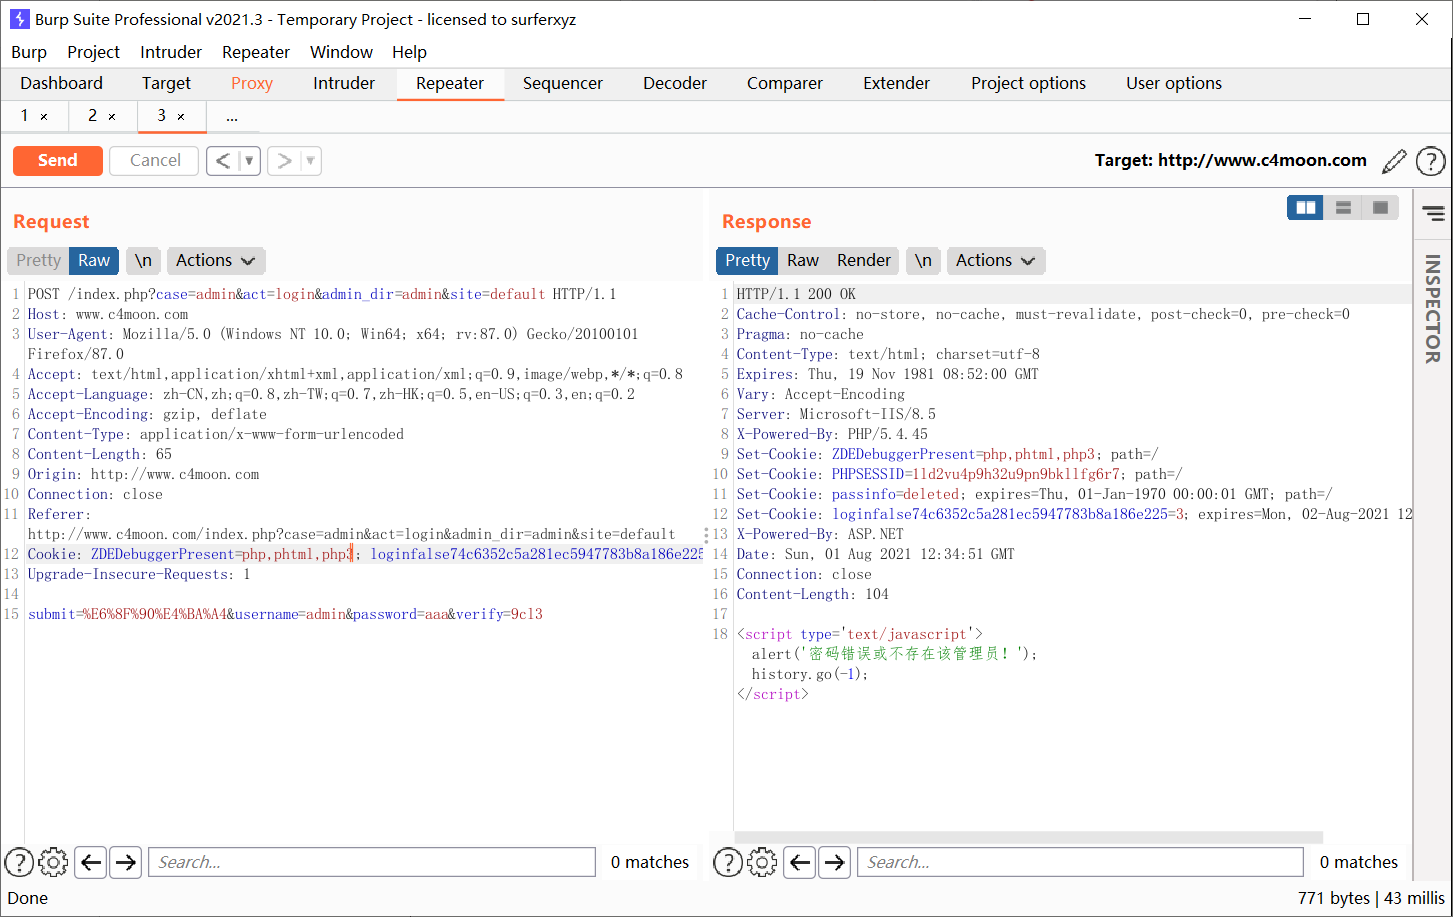 Burp Suite Professional v2021.3 - Temporary Project - licensed to surferxyz
Burp Project Intruder Repeater Window Help
Dashboard Target Proxy Intruder Repeater Sequencer Decoder Comparer Extender Project options User options
1 × 2 × 3 × ...
Send Cancel < > Target: http://www.c4moon.com ?
Request
Pretty Raw \n Actions
1 POST /index.php?case=admin&act=login&admin_dir=admin&site=default HTTP/1.1
2 Host: www.c4moon.com
3 User-Agent: Mozilla/5.0 (Windows NT 10.0; Win64; x64; rv:87.0) Gecko/20100101
Firefox/87.0
4 Accept: text/html,application/xhtml+xml,application/xml;q=0.9,image/webp,*/*;q=0.8
5 Accept-Language: zh-CN,zh;q=0.8,zh-TW;q=0.7,zh-HK;q=0.5,en-US;q=0.3,en;q=0.2
6 Accept-Encoding: gzip, deflate
7 Content-Type: application/x-www-form-urlencoded
8 Content-Length: 65
9 Origin: http://www.c4moon.com
10 Connection: close
11 Referer:
http://www.c4moon.com/index.php?case=admin&act=login&admin_dir=admin&site=default
12 Cookie: ZDEDebuggerPresent=php,phtml,php3; loginfalse74c6352c5a281ec5947783b8a186e225
13 Upgrade-Insecure-Requests: 1
14
15 submit=%E6%8F%90%E4%BA%A4&username=admin&password=aaa&verify=9cl3
? Search... 0 matches
Response
Pretty Raw Render \n Actions
1 HTTP/1.1 200 OK
2 Cache-Control: no-store, no-cache, must-revalidate, post-check=0, pre-check=0
3 Pragma: no-cache
4 Content-Type: text/html; charset=utf-8
5 Expires: Thu, 19 Nov 1981 08:52:00 GMT
6 Vary: Accept-Encoding
7 Server: Microsoft-IIS/8.5
8 X-Powered-By: PHP/5.4.45
9 Set-Cookie: ZDEDebuggerPresent=php,phtml,php3; path=/
10 Set-Cookie: PHPSESSID=1ld2vu4p9h32u9pn9bkllfg6r7; path=/
11 Set-Cookie: passinfo=deleted; expires=Thu, 01-Jan-1970 00:00:01 GMT; path=/
12 Set-Cookie: loginfalse74c6352c5a281ec5947783b8a186e225=3; expires=Mon, 02-Aug-2021 12
13 X-Powered-By: ASP.NET
14 Date: Sun, 01 Aug 2021 12:34:51 GMT
15 Connection: close
16 Content-Length: 104
17
18 <script type='text/javascript'>
alert('密码错误或不存在该管理员！');
history.go(-1);
</script>
? Search... 0 matches
INSPECTOR
Done 771 bytes | 43 millis